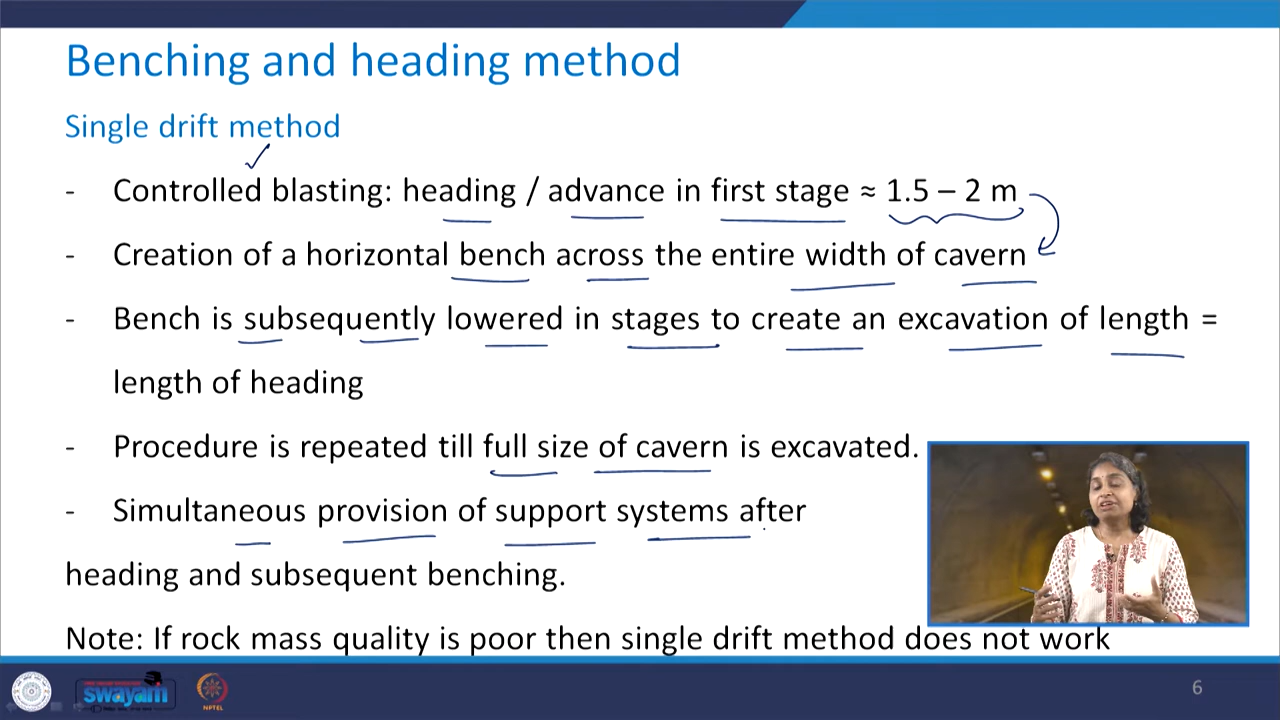 Benching and heading method
Single drift method
- Controlled blasting: heading / advance in first stage ≈ 1.5 – 2 m
- Creation of a horizontal bench across the entire width of cavern
- Bench is subsequently lowered in stages to create an excavation of length =
length of heading
- Procedure is repeated till full size of cavern is excavated.
- Simultaneous provision of support systems after
heading and subsequent benching.
Note: If rock mass quality is poor then single drift method does not work
swayam
NPTEL
6